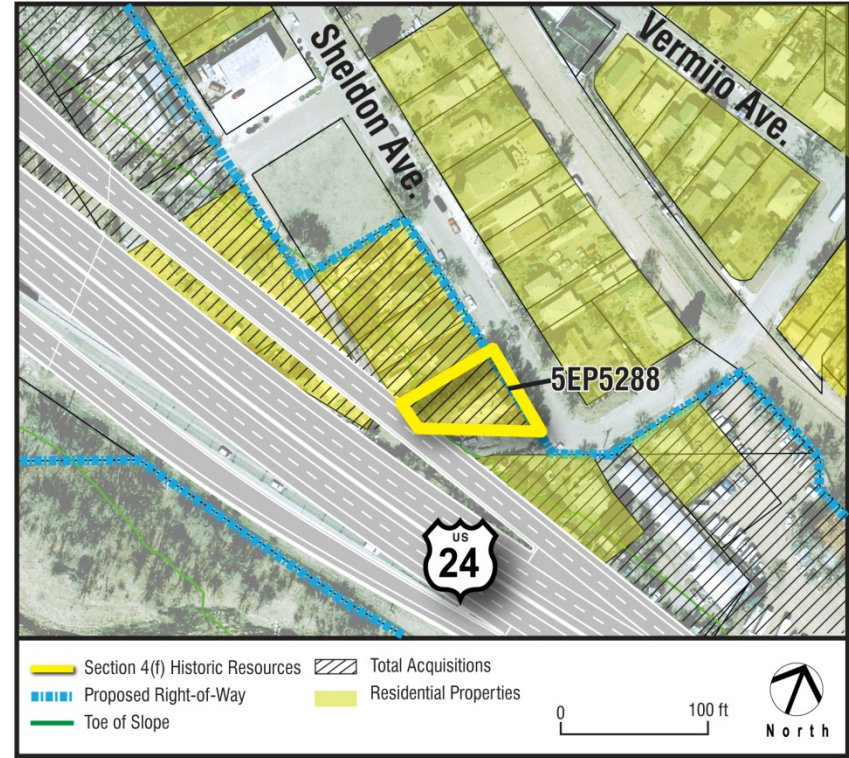 Sheldon Ave.
Vermijo Ave.
5EP5288
US
24
Section 4(f) Historic Resources
Proposed Right-of-Way
Toe of Slope
Total Acquisitions
Residential Properties
0 100 ft
North